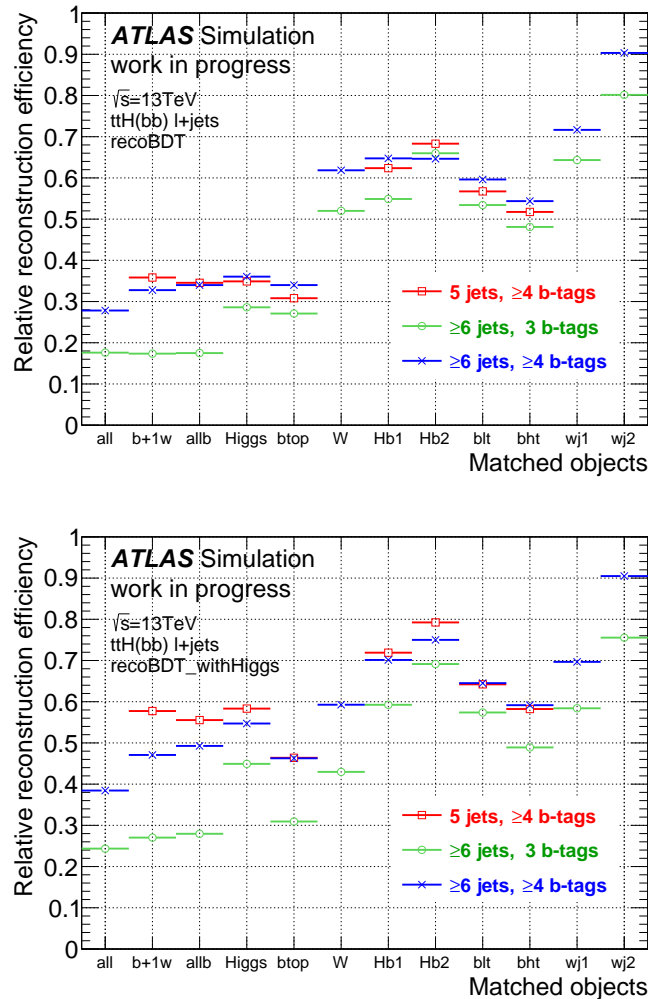 1
0.9
0.8
0.7
0.6
0.5
0.4
0.3
0.2
0.1
0
Relative reconstruction efficiency
ATLAS Simulation
work in progress
√s=13TeV
ttH(bb) l+jets
recoBDT
5 jets, ≥4 b-tags
≥6 jets, 3 b-tags
≥6 jets, ≥4 b-tags
all b+1w allb Higgs btop W Hb1 Hb2 blt bht wj1 wj2
Matched objects
1
0.9
0.8
0.7
0.6
0.5
0.4
0.3
0.2
0.1
0
Relative reconstruction efficiency
ATLAS Simulation
work in progress
√s=13TeV
ttH(bb) l+jets
recoBDT_withHiggs
5 jets, ≥4 b-tags
≥6 jets, 3 b-tags
≥6 jets, ≥4 b-tags
all b+1w allb Higgs btop W Hb1 Hb2 blt bht wj1 wj2
Matched objects